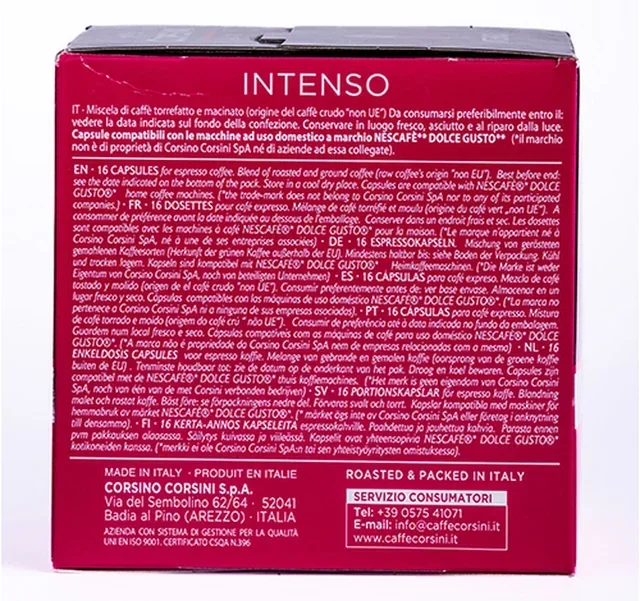 INTENSO
IT - Miscela di caffè torrefatto e macinato (origine del caffè crudo "non UE") Da consumarsi preferibilmente entro il:
vedere la data indicata sul fondo della confezione. Conservare in luogo fresco, asciutto e al riparo dalla luce.
Capsule compatibili con le macchine ad uso domestico a marchio NESCAFÈ** DOLCE GUSTO** (*il marchio
non è di proprietà di Corsino Corsini SpA né di aziende ad essa collegate).
EN - 16 CAPSULES for espresso coffee. Blend of roasted and ground coffee (raw coffee's origin "non EU"). Best before end:
see the date indicated on the bottom of the pack. Store in a cool dry place. Capsules are compatible with NESCAFÉ®* DOLCE
GUSTO®* home coffee machines (*the trade-mark does not belong to Corsino Corsini SpA nor to any of its participated
companies.) · FR - 16 DOSETTES pour café expresso. Mélange de café torréfié et moulu (origine du café vert „non UE"). A
consommer de préférence avant la date indiquée au dessous de l'emballage. Conserver dans un endroit frais et sec. Les dosettes
sont compatibles avec les machines à café NESCAFÉ®* DOLCE GUSTO®* pour la maison. (*Le marque n'appartient né à
Corsino Corsini SpA, né à une de ses entreprises associées) · DE - 16 ESPRESSOKAPSELN. Mischung von gerösteten
gemahlenen Kaffeesorten (Herkunft der grünen Kaffee außerhalb der EU). Mindestens haltbar bis: siehe Boden der Verpackung. Kühl
und trocken lagern. Kapseln sind kompatibel mit NESCAFÉ®* DOLCE GUSTO®* Heimkaffeemaschinen. (*Die Marke ist weder
Eigentum von Corsino Corsini SpA, noch von beteiligten Unternehmen) · ES - 16 CÁPSULAS para café expreso. Mezcla de café
tostado y molido (origen de el café crudo "non UE"). Consumir preferentemente antes de: ver base envase. Almacenar en un
lugar fresco y seco. Cápsulas compatibles con las máquinas de uso doméstico NESCAFÉ®* DOLCE GUSTO®*. (*La marca no
pertenece a Corsino Corsini SpA ni a ninguna de sus empresas asociadas). · PT - 16 CÁPSULAS para café expresso. Mistura
de café torrado e moído (origem do café cru " não UE"). Consumir de preferência até à data indicada no fundo da embalagem.
Guardem num local fresco e seco. Cápsulas compatíveis com as máquinas de café para uso doméstico NESCAFÉ®* DOLCE
GUSTO®*. (*A marca não é propriedade da Corsino Corsini SpA nem de empresas relacionadas com a mesma) · NL - 16
ENKELDOSIS CAPSULES voor espresso koffie. Melange van gebrande en gemalen koffie (oorsprong van de groene koffie
buiten de EU) . Tenminste houdbaar tot: zie de datum op de onderkant van het pak. Droog en koel bewaren. Capsules zijn
compatibel met de NESCAFÉ®* DOLCE GUSTO®* thuis koffiemachines. (*Het merk is geen eigendom van Corsino Corsini
SpA, noch van één van de met Corsini verbonden bedrijven) · SV - 16 PORTIONSKAPSLAR för espresso kaffe. Blandning
malet och rostat kaffe. Bäst före: se förpackningens nedre del. Förvaras svalt och torrt. Kapslar kompatibla med maskiner för
hemmabruk av märket NESCAFÉ®* DOLCE GUSTO®*. (* märket ägs inte av Corsino Corsini SpA eller företag i anknytning
till densamma). · FI - 16 KERTA-ANNOS KAPSELEITA espressokahville. Paahdettua ja jauhettua kahvia. Parasta ennen:
pvm pakkauksen alaosassa. Säilytys kuivassa ja viileässä. Kapselit ovat yhteensopivia NESCAFÉ®* DOLCE GUSTO®*
kotikoneiden kanssa. (*merkki ei ole Corsino Corsini SpA:n tai sen yhteistyöyritysten omistuksessa).
MADE IN ITALY · PRODUIT EN ITALIE
CORSINO CORSINI S.p.A.
Via del Sembolino 62/64 · 52041
Badia al Pino (AREZZO) · ITALIA
AZIENDA CON SISTEMA DI GESTIONE PER LA QUALITÀ
UNI EN ISO 9001. CERTIFICATO CSQA N.396
ROASTED & PACKED IN ITALY
SERVIZIO CONSUMATORI
Tel: +39 0575 41071
E-mail: info@caffecorsini.it
www.caffecorsini.it